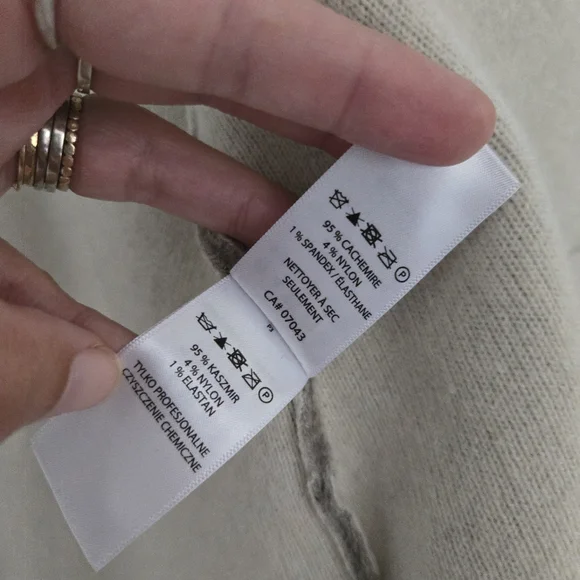 P
95 % CACHEMIRE
4 % NYLON
1 % SPANDEX / ÉLASTHANE
NETTOYER À SEC
SEULEMENT
CA# 07043
P
95 % KASZMIR
4 % NYLON
1 % ELASTAN
TYLKO PROFESJONALNE
CZYSZCZENIE CHEMICZNE